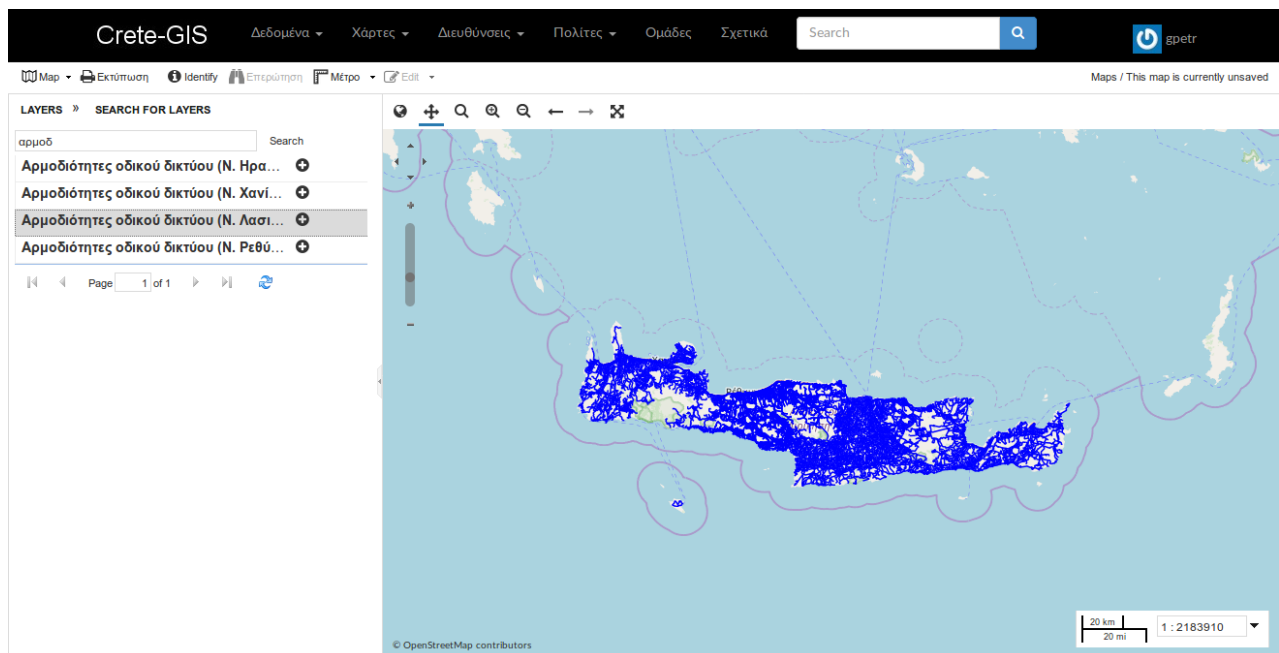 Crete-GIS Δεδομένα Χάρτες Διευθύνσεις Πολίτες Ομάδες Σχετικά Search gpetr
Map Εκτύπωση Identify Επερώτηση Μέτρο Edit Maps / This map is currently unsaved
LAYERS » SEARCH FOR LAYERS
αρμοδ Search
Αρμοδιότητες οδικού δικτύου (Ν. Ηρα...
Αρμοδιότητες οδικού δικτύου (Ν. Χανί...
Αρμοδιότητες οδικού δικτύου (Ν. Λασι...
Αρμοδιότητες οδικού δικτύου (Ν. Ρεθύ...
Page 1 of 1
20 km
20 mi
1 : 2183910
© OpenStreetMap contributors